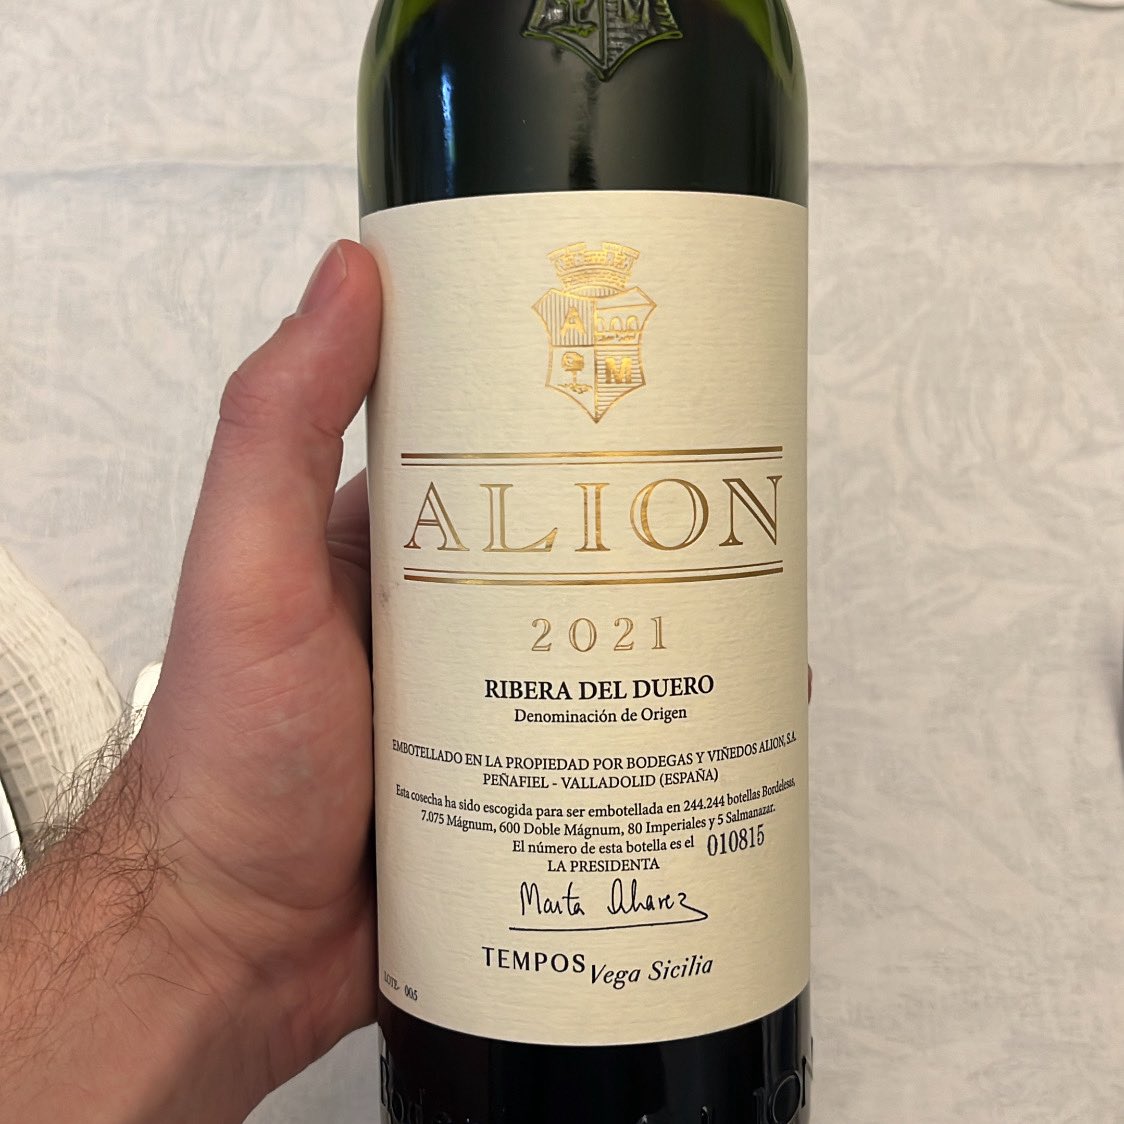 A M
A
M
ALION
2021
RIBERA DEL DUERO
Denominación de Origen
EMBOTELLADO EN LA PROPIEDAD POR BODEGAS Y VIÑEDOS ALION, S.A.
PEÑAFIEL - VALLADOLID (ESPAÑA)
Esta cosecha ha sido escogida para ser embotellada en 244.244 botellas Bordelesas,
7.075 Mágnum, 600 Doble Mágnum, 80 Imperiales y 5 Salmanazar.
El número de esta botella es el 010815
LA PRESIDENTA
Marta Alvarez
TEMPOS Vega Sicilia
LOTE- 005